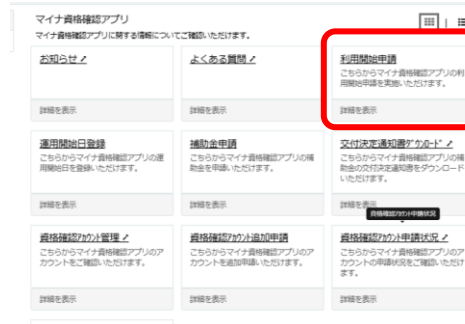 マイナ資格確認アプリ
マイナ資格確認アプリに関する情報についてご確認いただけます。
お知らせ
よくある質問
利用開始申請
こちらからマイナ資格確認アプリの利
用開始申請を実施いただけます。
詳細を表示
詳細を表示
詳細を表示
運用開始日登録
こちらからマイナ資格確認アプリの運
用開始日を登録いただけます。
補助金申請
こちらからマイナ資格確認アプリの補
助金を申請いただけます。
交付決定通知書ダウンロード
こちらからマイナ資格確認アプリの補
助金の交付決定通知書をダウンロード
いただけます。
詳細を表示
詳細を表示
詳細を表示
資格確認アカウント申請状況
資格確認アカウント管理
こちらからマイナ資格確認アプリのア
カウントをご確認いただけます。
資格確認アカウント追加申請
こちらからマイナ資格確認アプリのア
カウントを追加申請いただけます。
資格確認アカウント申請状況
こちらからマイナ資格確認アプリのア
カウントの申請状況をご確認いただけ
ます。
詳細を表示
詳細を表示
詳細を表示